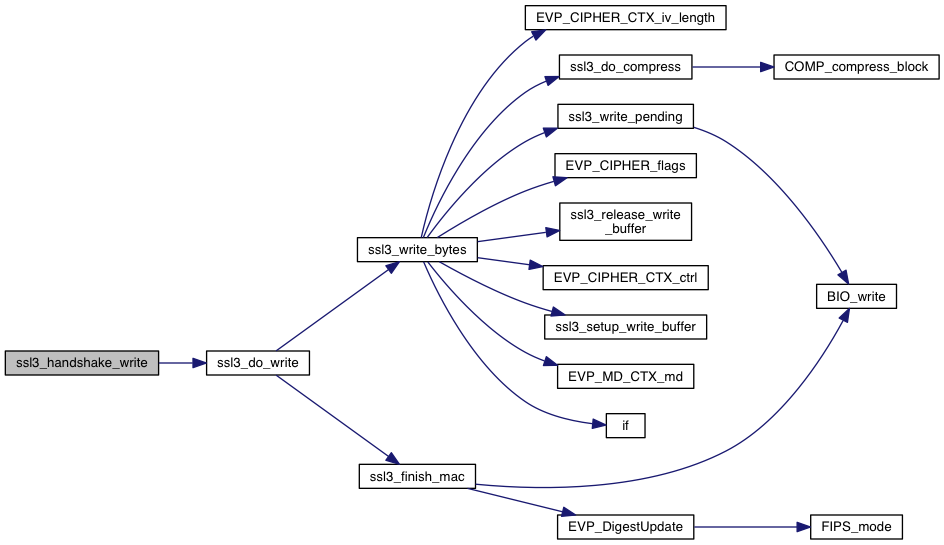 EVP_CIPHER_CTX_iv_length
ssl3_do_compress
COMP_compress_block
ssl3_write_pending
EVP_CIPHER_flags
ssl3_release_write
_buffer
ssl3_write_bytes
EVP_CIPHER_CTX_ctrl
BIO_write
ssl3_setup_write_buffer
ssl3_handshake_write
ssl3_do_write
EVP_MD_CTX_md
if
ssl3_finish_mac
EVP_DigestUpdate
FIPS_mode